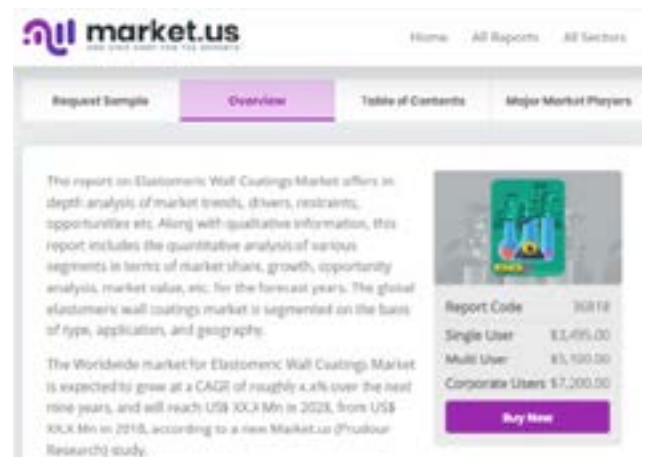 market.us
ONE STOP SHOP FOR THE REPORTS
Home All Reports All Sectors
Request Sample Overview Table of Contents Major Market Players
The report on Elastomeric Wall Coatings Market offers in
depth analysis of market trends, drivers, restraints,
opportunities etc. Along with qualitative information, this
report includes the quantitative analysis of various
segments in terms of market share, growth, opportunity
analysis, market value, etc. for the forecast years. The global
elastomeric wall coatings market is segmented on the basis
of type, application, and geography.
The Worldwide market for Elastomeric Wall Coatings Market
is expected to grow at a CAGR of roughly x.x% over the next
nine years, and will reach US$ XX.X Mn in 2028, from US$
XX.X Mn in 2018, according to a new Market.us (Prudour
Research) study.
Report Code 36818
Single User $3,495.00
Multi User $5,100.00
Corporate Users $7,200.00
Buy Now